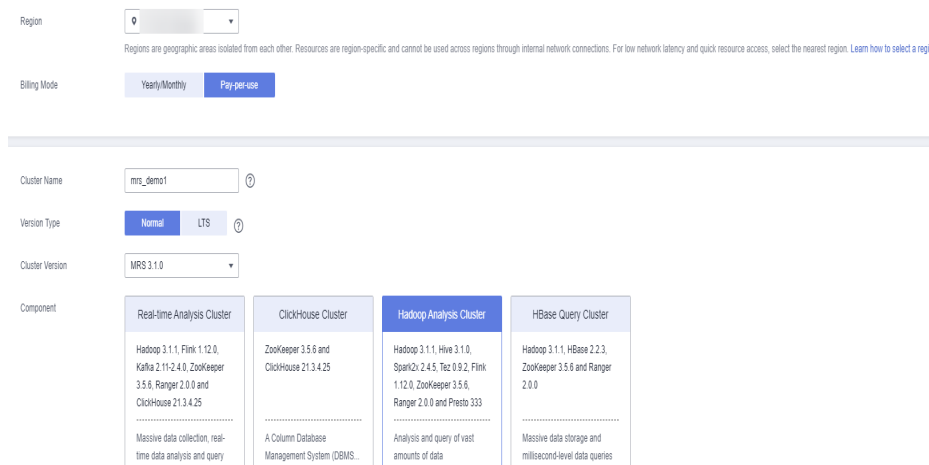 Region
Regions are geographic areas isolated from each other. Resources are region-specific and cannot be used across regions through internal network connections. For low network latency and quick resource access, select the nearest region. Learn how to select a regi
Billing Mode
Yearly/Monthly
Pay-per-use
Cluster Name
mrs_demo1
?
Version Type
Normal
LTS
?
Cluster Version
MRS 3.1.0
Component
Real-time Analysis Cluster
Hadoop 3.1.1, Flink 1.12.0,
Kafka 2.11-2.4.0, ZooKeeper
3.5.6, Ranger 2.0.0 and
ClickHouse 21.3.4.25
Massive data collection, real-
time data analysis and query
ClickHouse Cluster
ZooKeeper 3.5.6 and
ClickHouse 21.3.4.25
A Column Database
Management System (DBMS...
Hadoop Analysis Cluster
Hadoop 3.1.1, Hive 3.1.0,
Spark2x 2.4.5, Tez 0.9.2, Flink
1.12.0, ZooKeeper 3.5.6,
Ranger 2.0.0 and Presto 333
Analysis and query of vast
amounts of data
HBase Query Cluster
Hadoop 3.1.1, HBase 2.2.3,
ZooKeeper 3.5.6 and Ranger
2.0.0
Massive data storage and
millisecond-level data queries